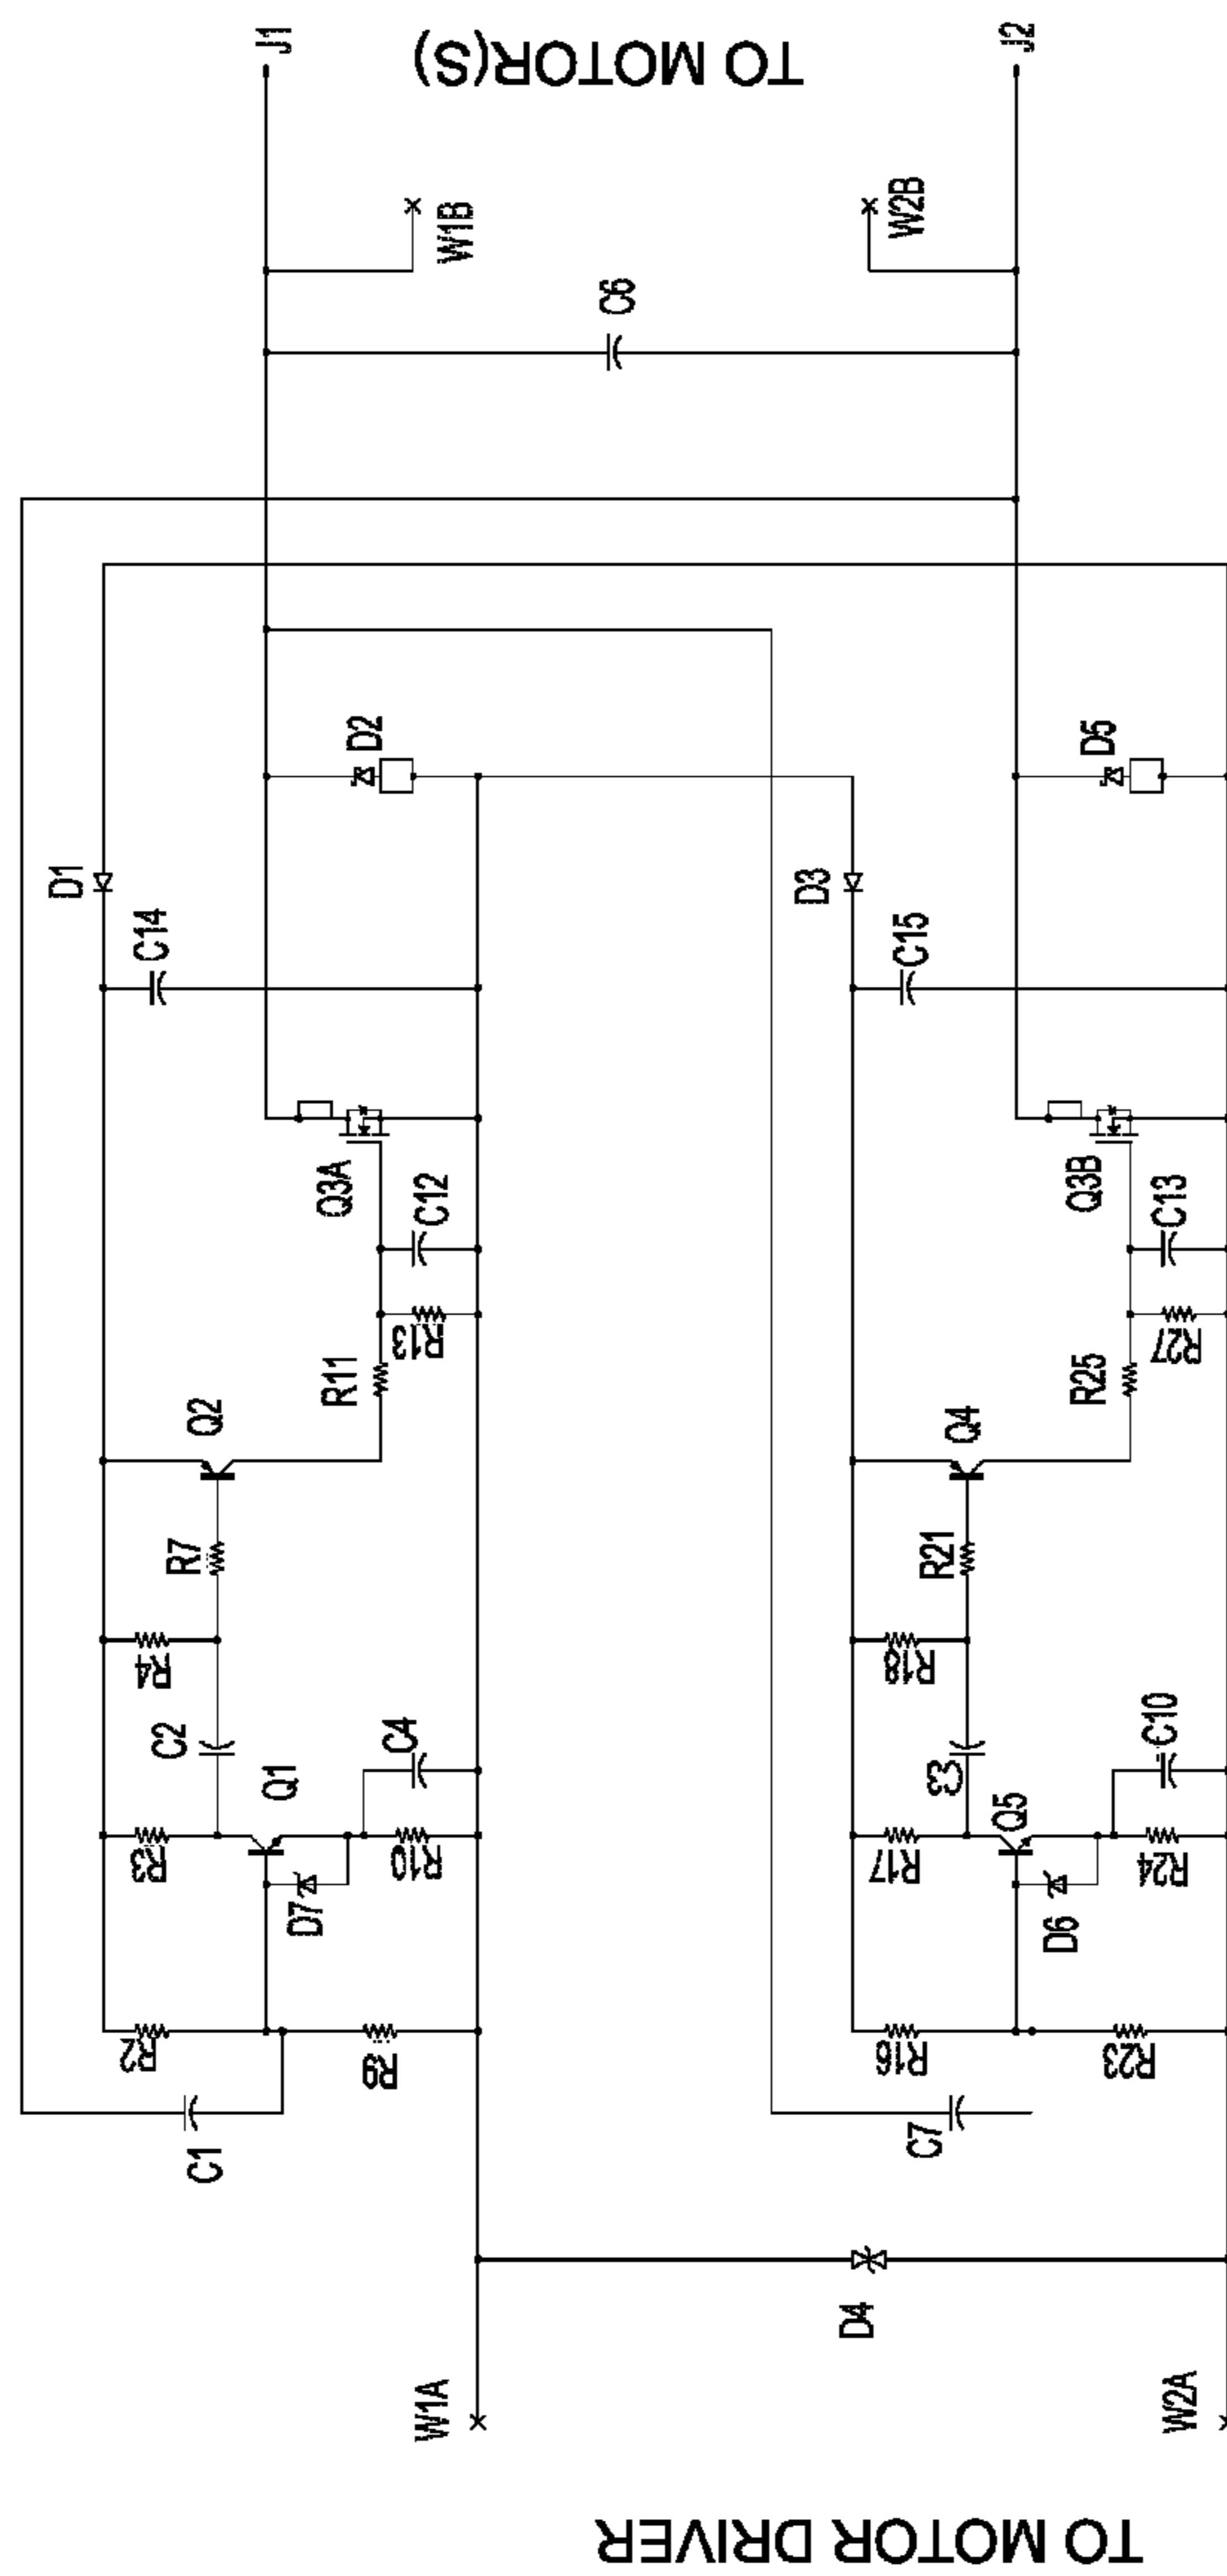 J1
TO MOTOR(S)
J2
W1B
W2B
C6
D2
D5
D1
D3
C14
C15
Q3A
C12
Q3B
C13
R13
R27
R11
R25
Q2
Q4
R7
R21
R4
R18
C2
C4
C3
C10
Q1
Q5
R3
R10
R17
R24
D7
D6
R2
R9
R16
R23
C1
C7
D4
W1A
W2A
TO MOTOR DRIVER